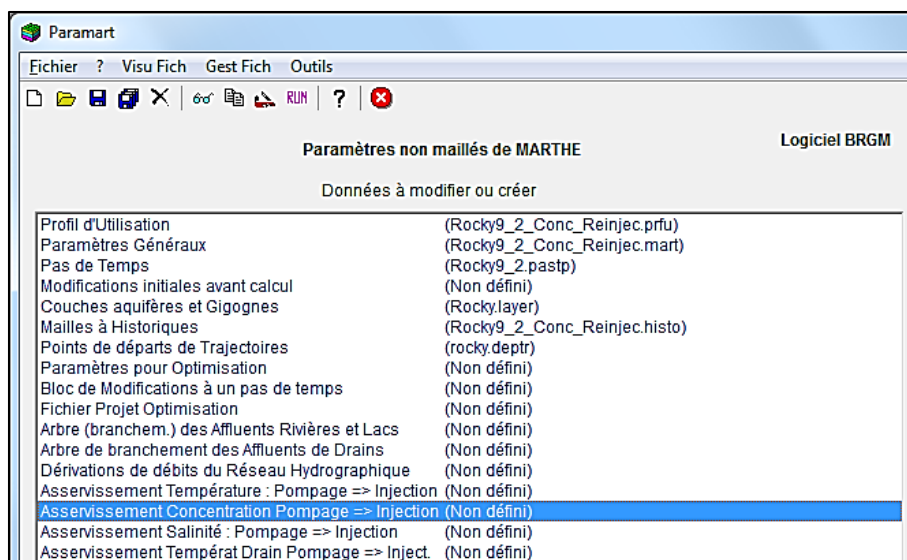 Paramart
Fichier ? Visu Fich Gest Fich Outils
RUN ?
Logiciel BRGM
Paramètres non maillés de MARTHE
Données à modifier ou créer
Profil d'Utilisation (Rocky9_2_Conc_Reinjec.prfu)
Paramètres Généraux (Rocky9_2_Conc_Reinjec.mart)
Pas de Temps (Rocky9_2.pastp)
Modifications initiales avant calcul (Non défini)
Couches aquifères et Gigognes (Rocky.layer)
Mailles à Historiques (Rocky9_2_Conc_Reinjec.histo)
Points de départs de Trajectoires (rocky.deptr)
Paramètres pour Optimisation (Non défini)
Bloc de Modifications à un pas de temps (Non défini)
Fichier Projet Optimisation (Non défini)
Arbre (branchem.) des Affluents Rivières et Lacs (Non défini)
Arbre de branchement des Affluents de Drains (Non défini)
Dérivations de débits du Réseau Hydrographique (Non défini)
Asservissement Température : Pompage => Injection (Non défini)
Asservissement Concentration Pompage => Injection (Non défini)
Asservissement Salinité : Pompage => Injection (Non défini)
Asservissement Températ Drain Pompage => Inject. (Non défini)